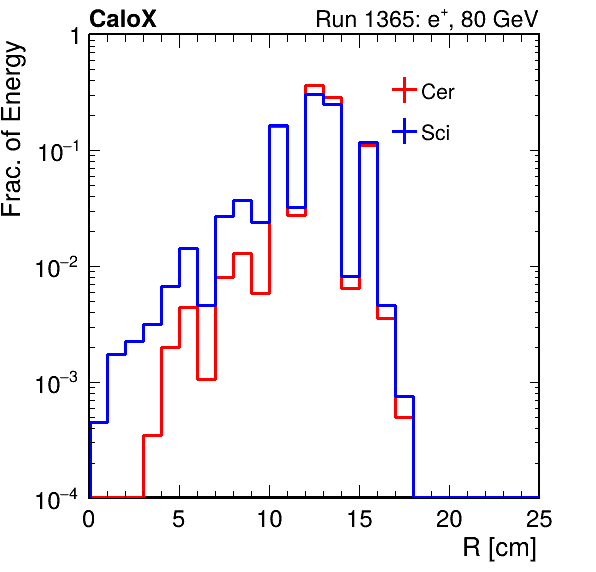 CaloX Run 1365: e⁺, 80 GeV
Frac. of Energy
1
10⁻¹
10⁻²
10⁻³
10⁻⁴
Cer
Sci
0 5 10 15 20 25
R [cm]